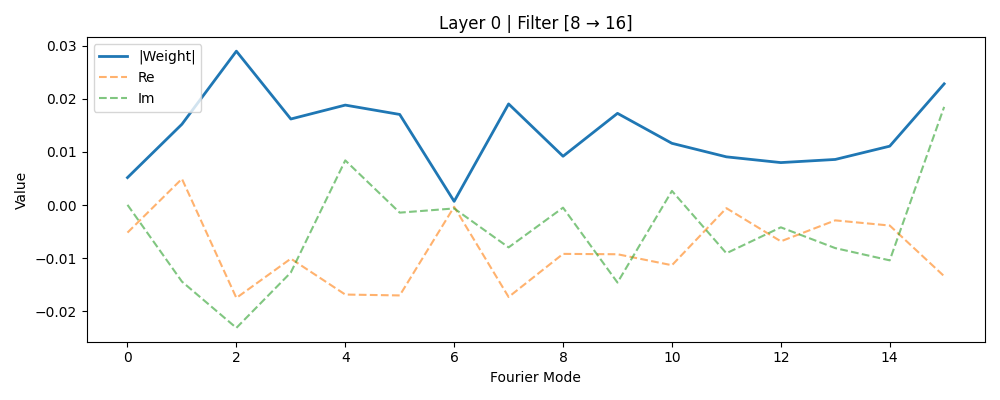 Layer 0 | Filter [8 → 16]
|Weight|
Re
Im
0.03
0.02
0.01
0.00
−0.01
−0.02
Value
0 2 4 6 8 10 12 14
Fourier Mode